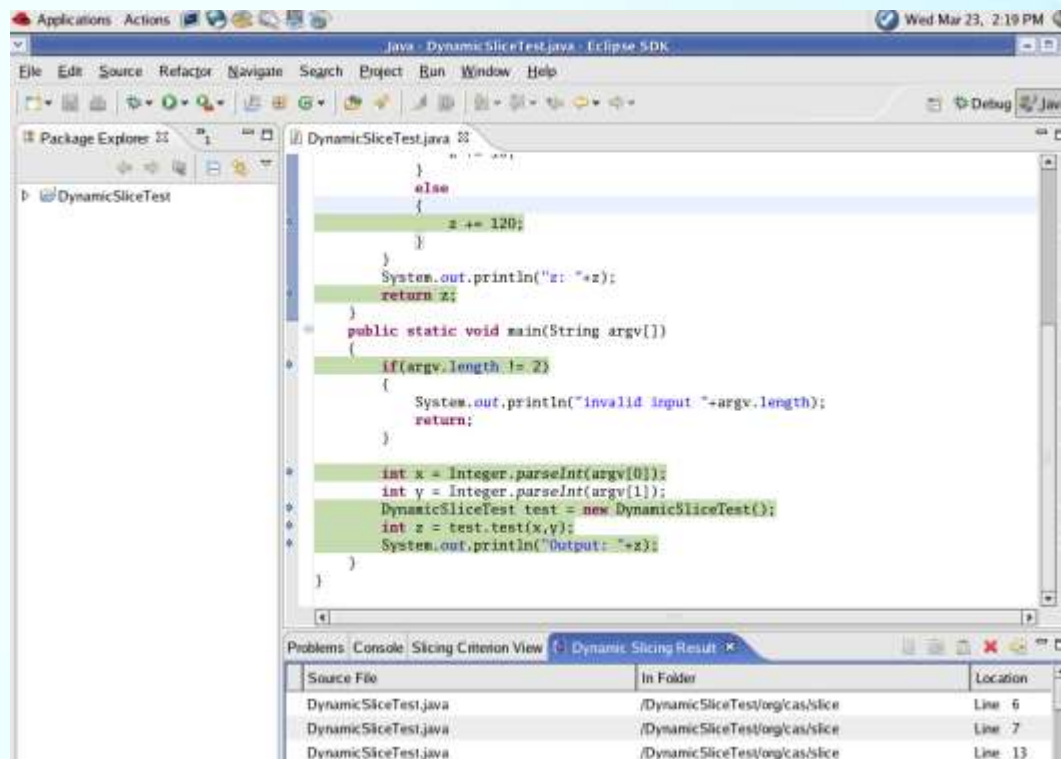 Applications Actions
Wed Mar 23, 2:19 PM
Java - DynamicSliceTest.java - Eclipse SDK
File Edit Source Refactor Navigate Search Project Run Window Help
Debug Jav
Package Explorer
1
DynamicSliceTest.java
DynamicSliceTest
}
else
{
z += 120;
}
}
System.out.println("z: "+z);
return z;
}
public static void main(String argv[])
{
if(argv.length != 2)
{
System.out.println("invalid input "+argv.length);
return;
}
int x = Integer.parseInt(argv[0]);
int y = Integer.parseInt(argv[1]);
DynamicSliceTest test = new DynamicSliceTest();
int z = test.test(x,y);
System.out.println("Output: "+z);
}
}
Problems Console Slicing Criterion View Dynamic Slicing Result
Source File In Folder Location
DynamicSliceTest.java /DynamicSliceTest/org/cas/slice Line 6
DynamicSliceTest.java /DynamicSliceTest/org/cas/slice Line 7
DynamicSliceTest.java /DynamicSliceTest/org/cas/slice Line 13